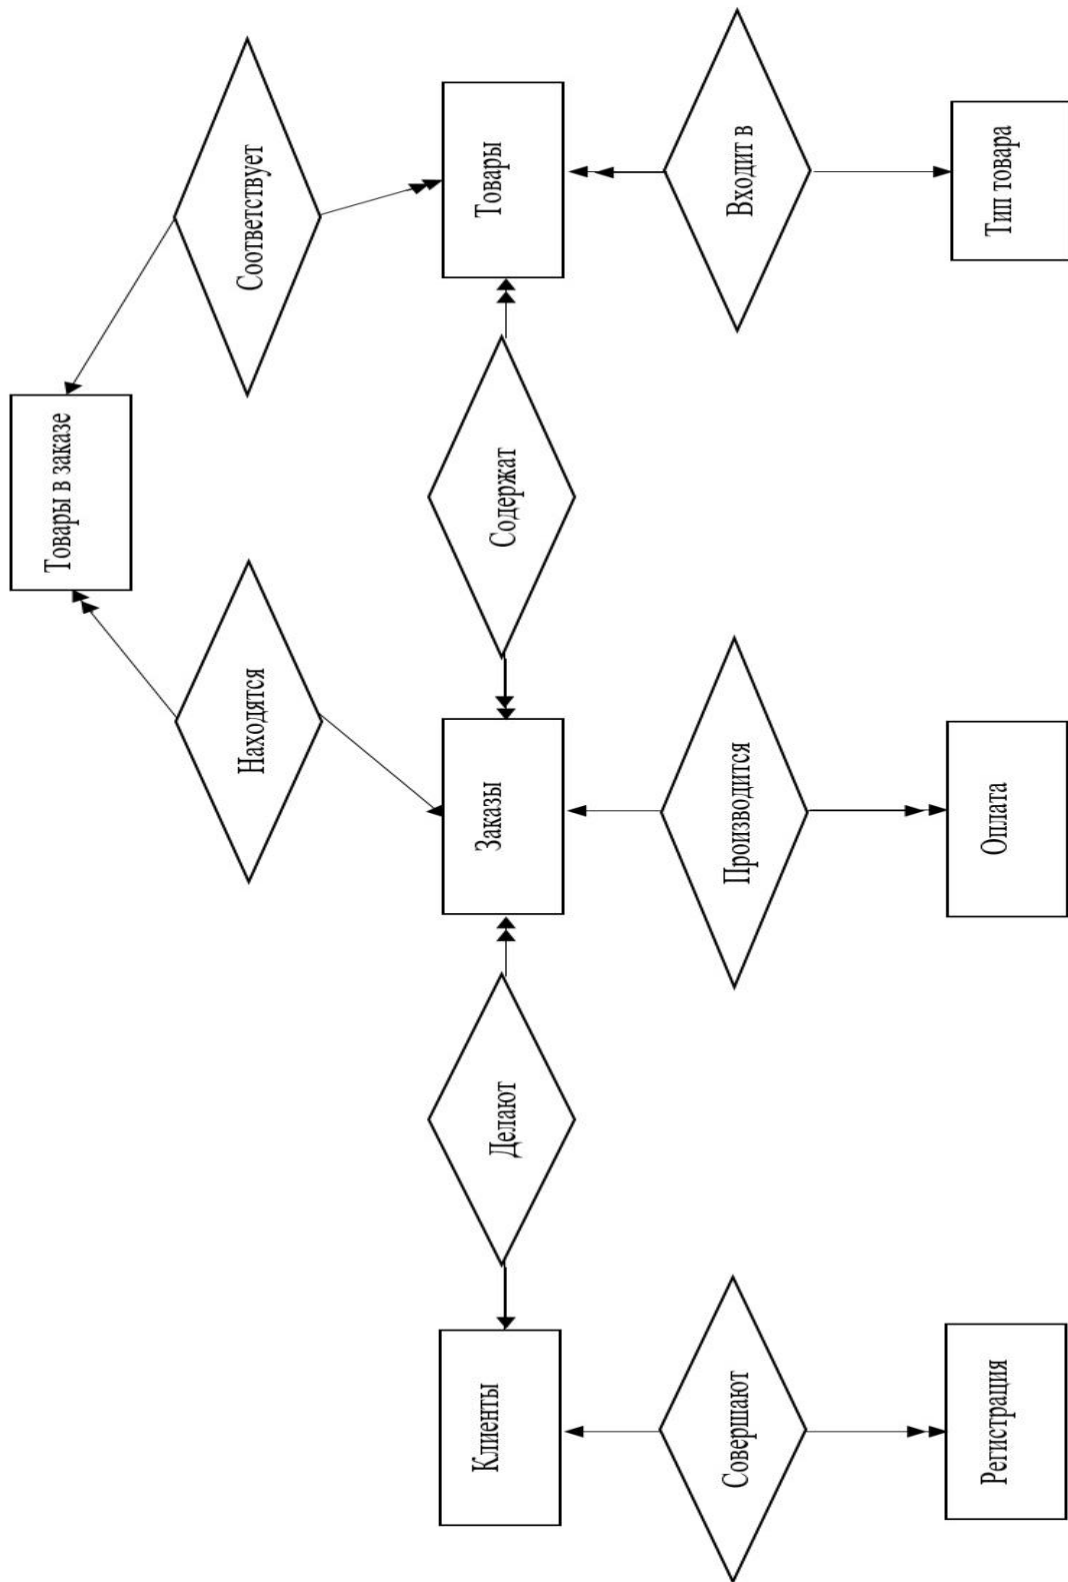 Товары в заказе
Находятся
Соответствует
Клиенты
Делают
Заказы
Содержат
Товары
Совершают
Производится
Входит в
Регистрация
Оплата
Тип товара